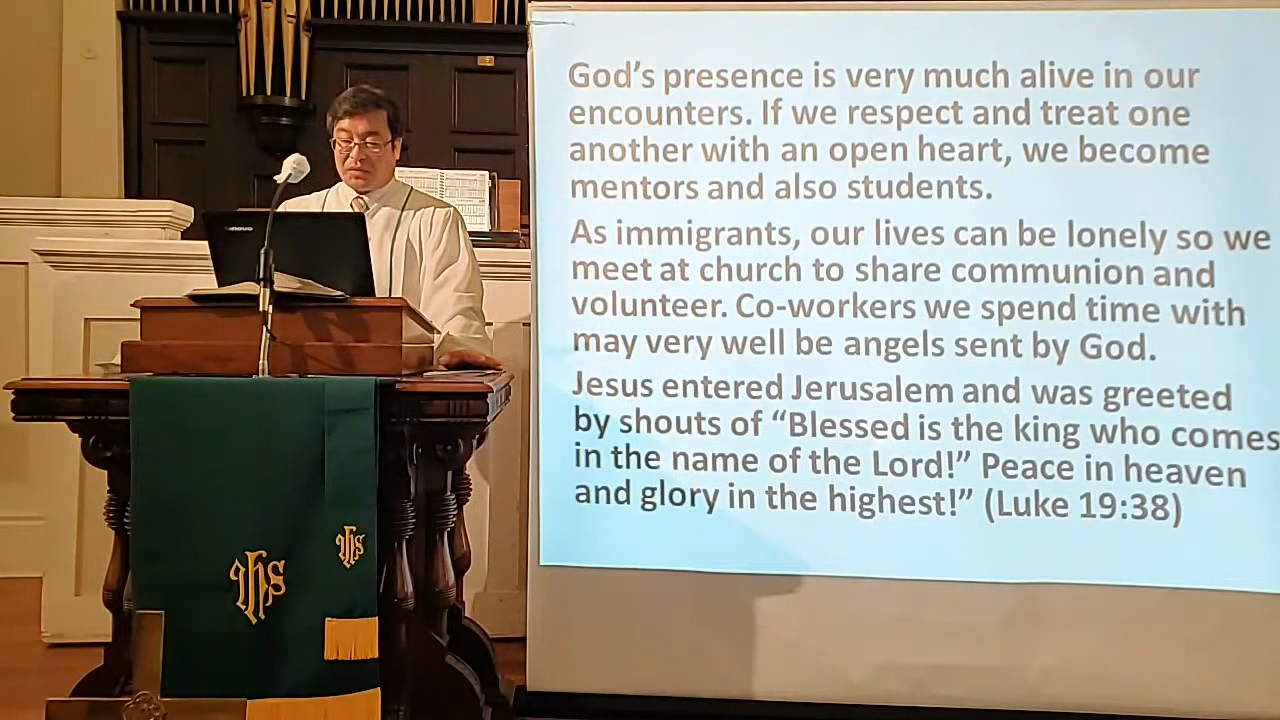 God's presence is very much alive in our
encounters. If we respect and treat one
another with an open heart, we become
mentors and also students.
As immigrants, our lives can be lonely so we
meet at church to share communion and
volunteer. Co-workers we spend time with
may very well be angels sent by God.
Jesus entered Jerusalem and was greeted
by shouts of “Blessed is the king who comes
in the name of the Lord!” Peace in heaven
and glory in the highest!” (Luke 19:38)
lenovo
ihs
ihs